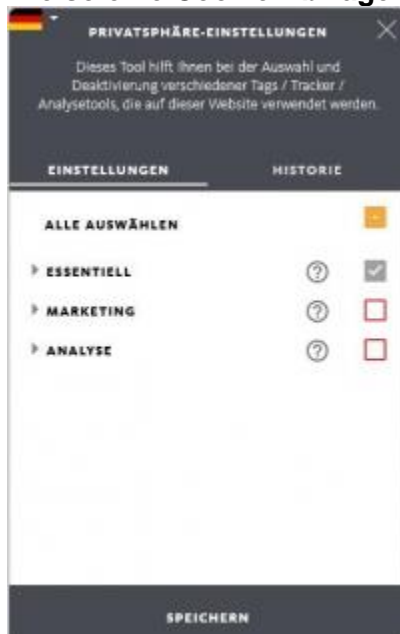 PRIVATSPHÄRE-EINSTELLUNGEN
Dieses Tool hilft Ihnen bei der Auswahl und
Deaktivierung verschiedener Tags / Tracker /
Analysetools, die auf dieser Website verwendet werden.
EINSTELLUNGEN HISTORIE
ALLE AUSWÄHLEN
ESSENTIELL
MARKETING
ANALYSE
SPEICHERN